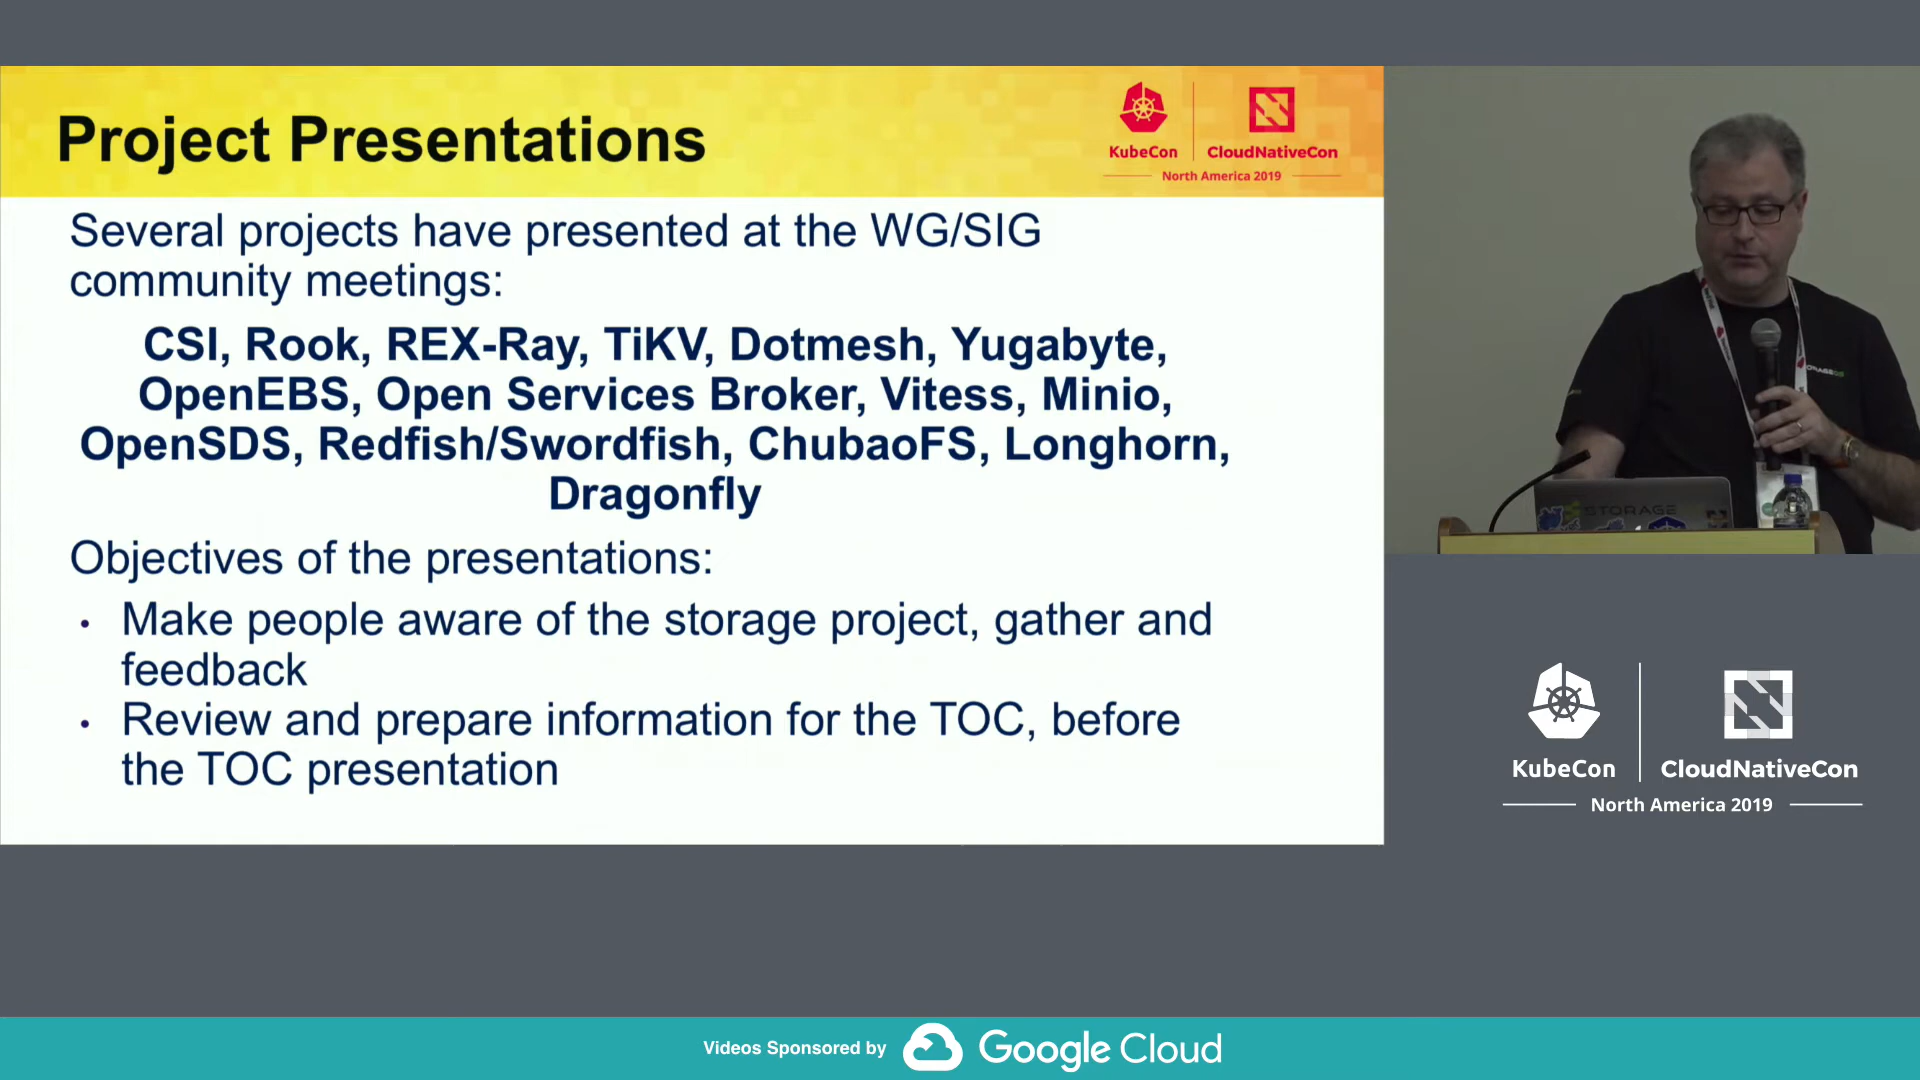 Project Presentations
KubeCon
CloudNativeCon
North America 2019
Several projects have presented at the WG/SIG
community meetings:
CSI, Rook, REX-Ray, TiKV, Dotmesh, Yugabyte,
OpenEBS, Open Services Broker, Vitess, Minio,
OpenSDS, Redfish/Swordfish, ChubaoFS, Longhorn,
Dragonfly
Objectives of the presentations:
• Make people aware of the storage project, gather and
feedback
• Review and prepare information for the TOC, before
the TOC presentation
STORAGE
KubeCon
CloudNativeCon
North America 2019
Videos Sponsored by
Google Cloud